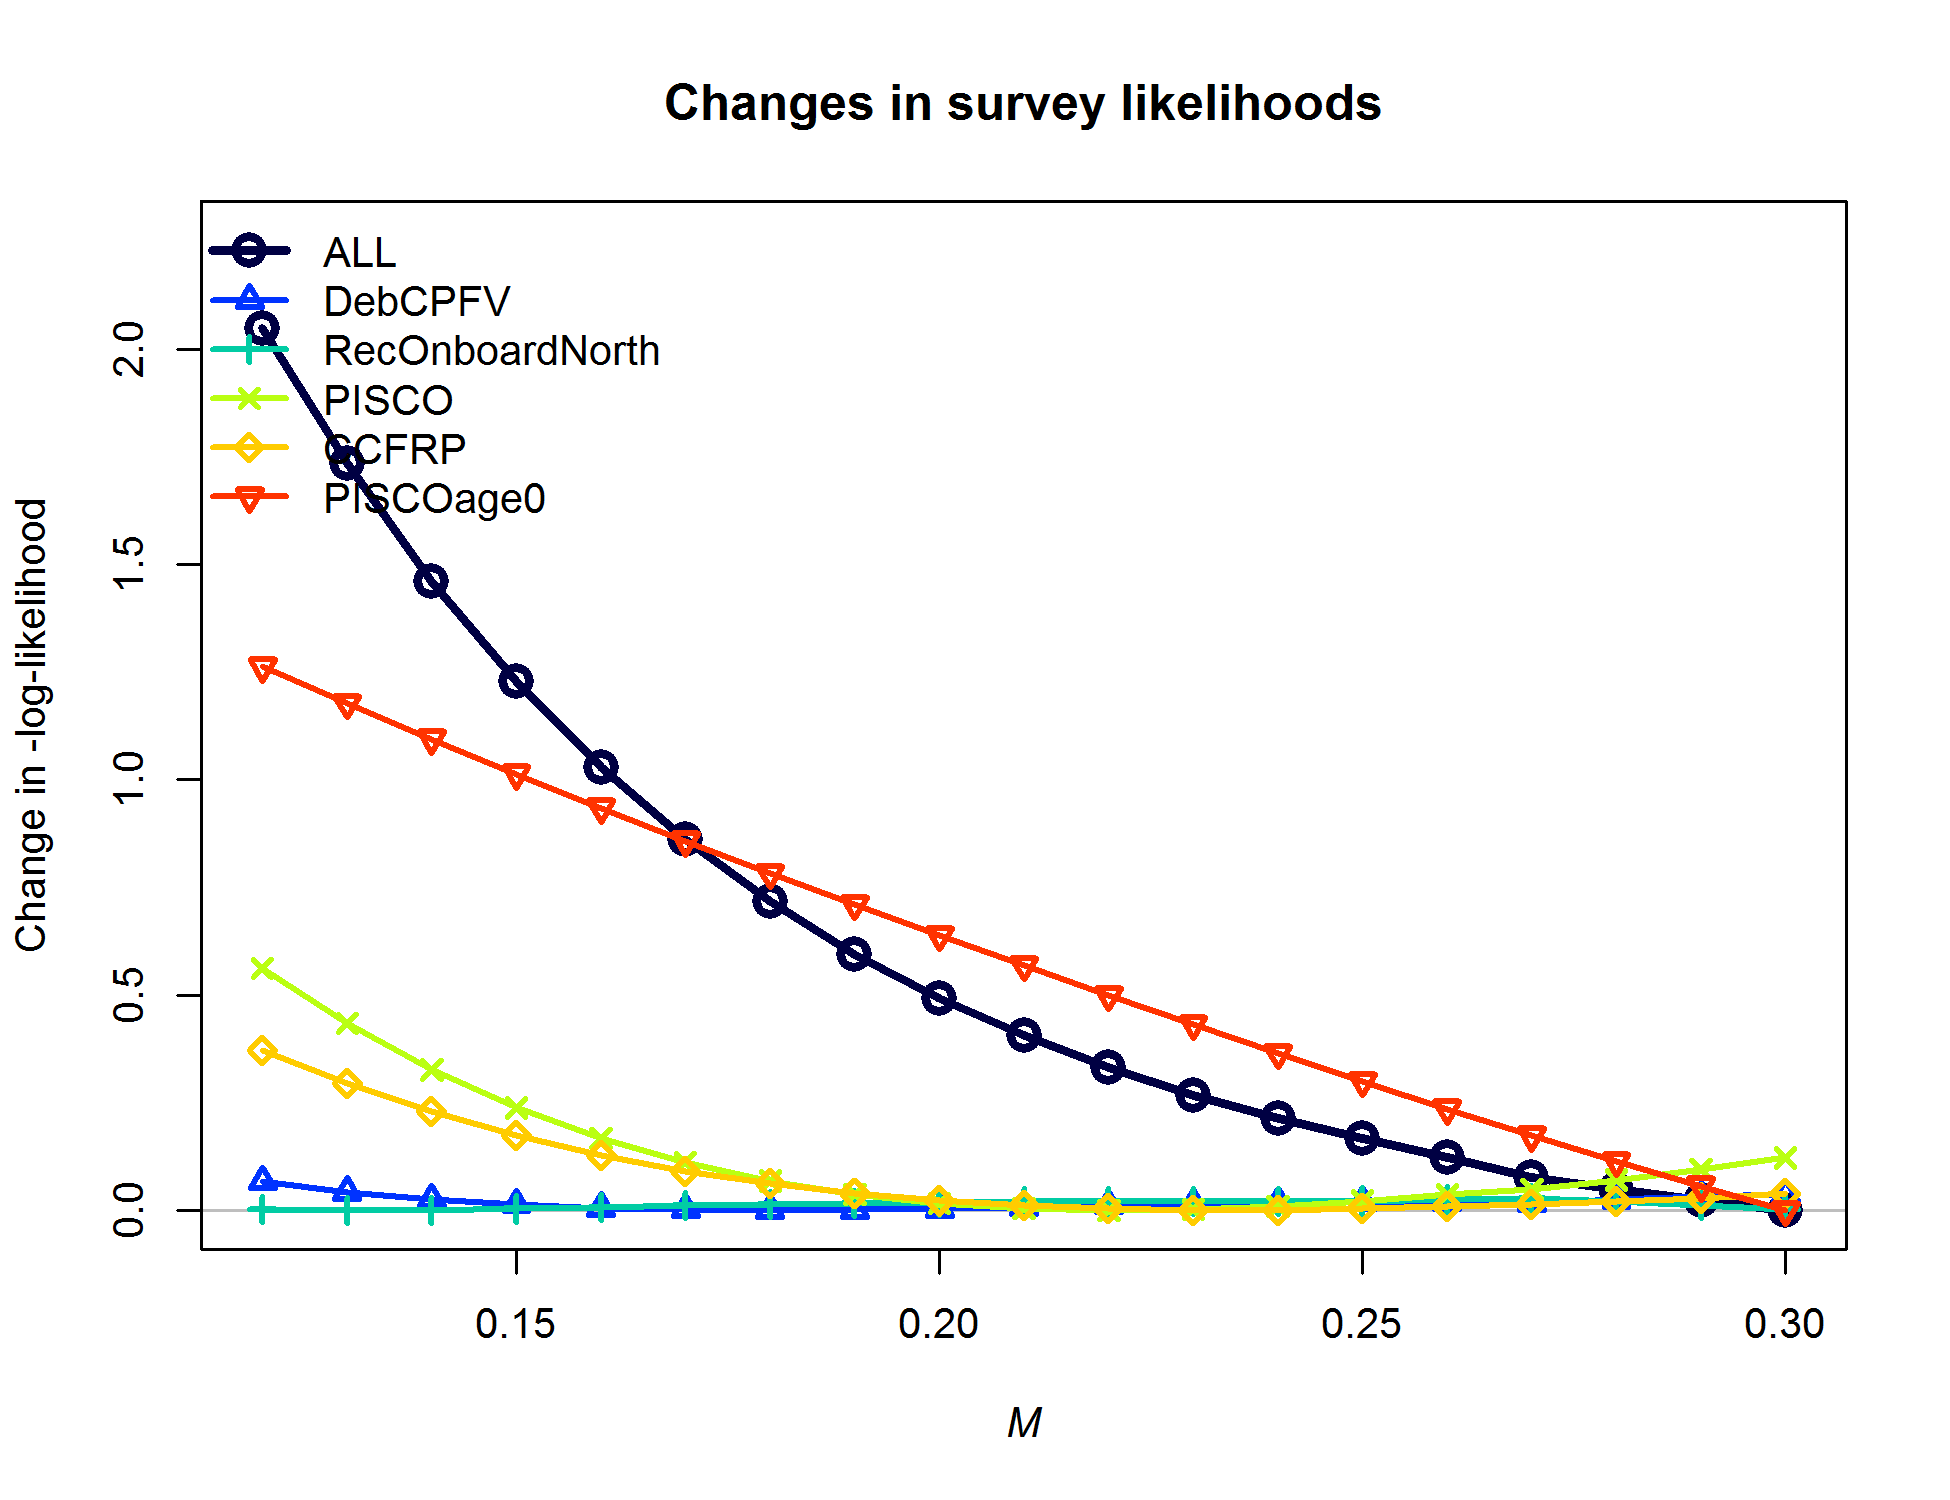 Changes in survey likelihoods
ALL
DebCPFV
RecOnboardNorth
PISCO
CCFRP
PISCOage0
Change in -log-likelihood
2.0
1.5
1.0
0.5
0.0
0.15 0.20 0.25 0.30
M